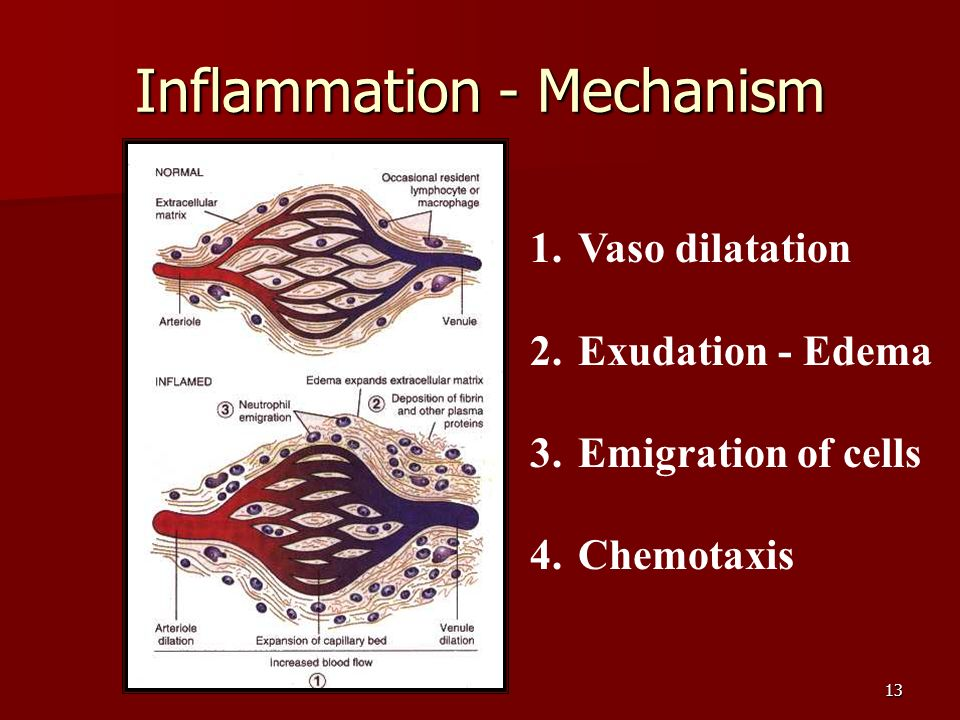 Inflammation - Mechanism
NORMAL
Occasional resident
lymphocyte or
macrophage
Extracellular
matrix
Arteriole
Venule
INFLAMED
Edema expands extracellular matrix
③ Neutrophil
emigration
② Deposition of fibrin
and other plasma
proteins
Arteriole
dilation
Expansion of capillary bed
Venule
dilation
Increased blood flow
①
1. Vaso dilatation
2. Exudation - Edema
3. Emigration of cells
4. Chemotaxis
13